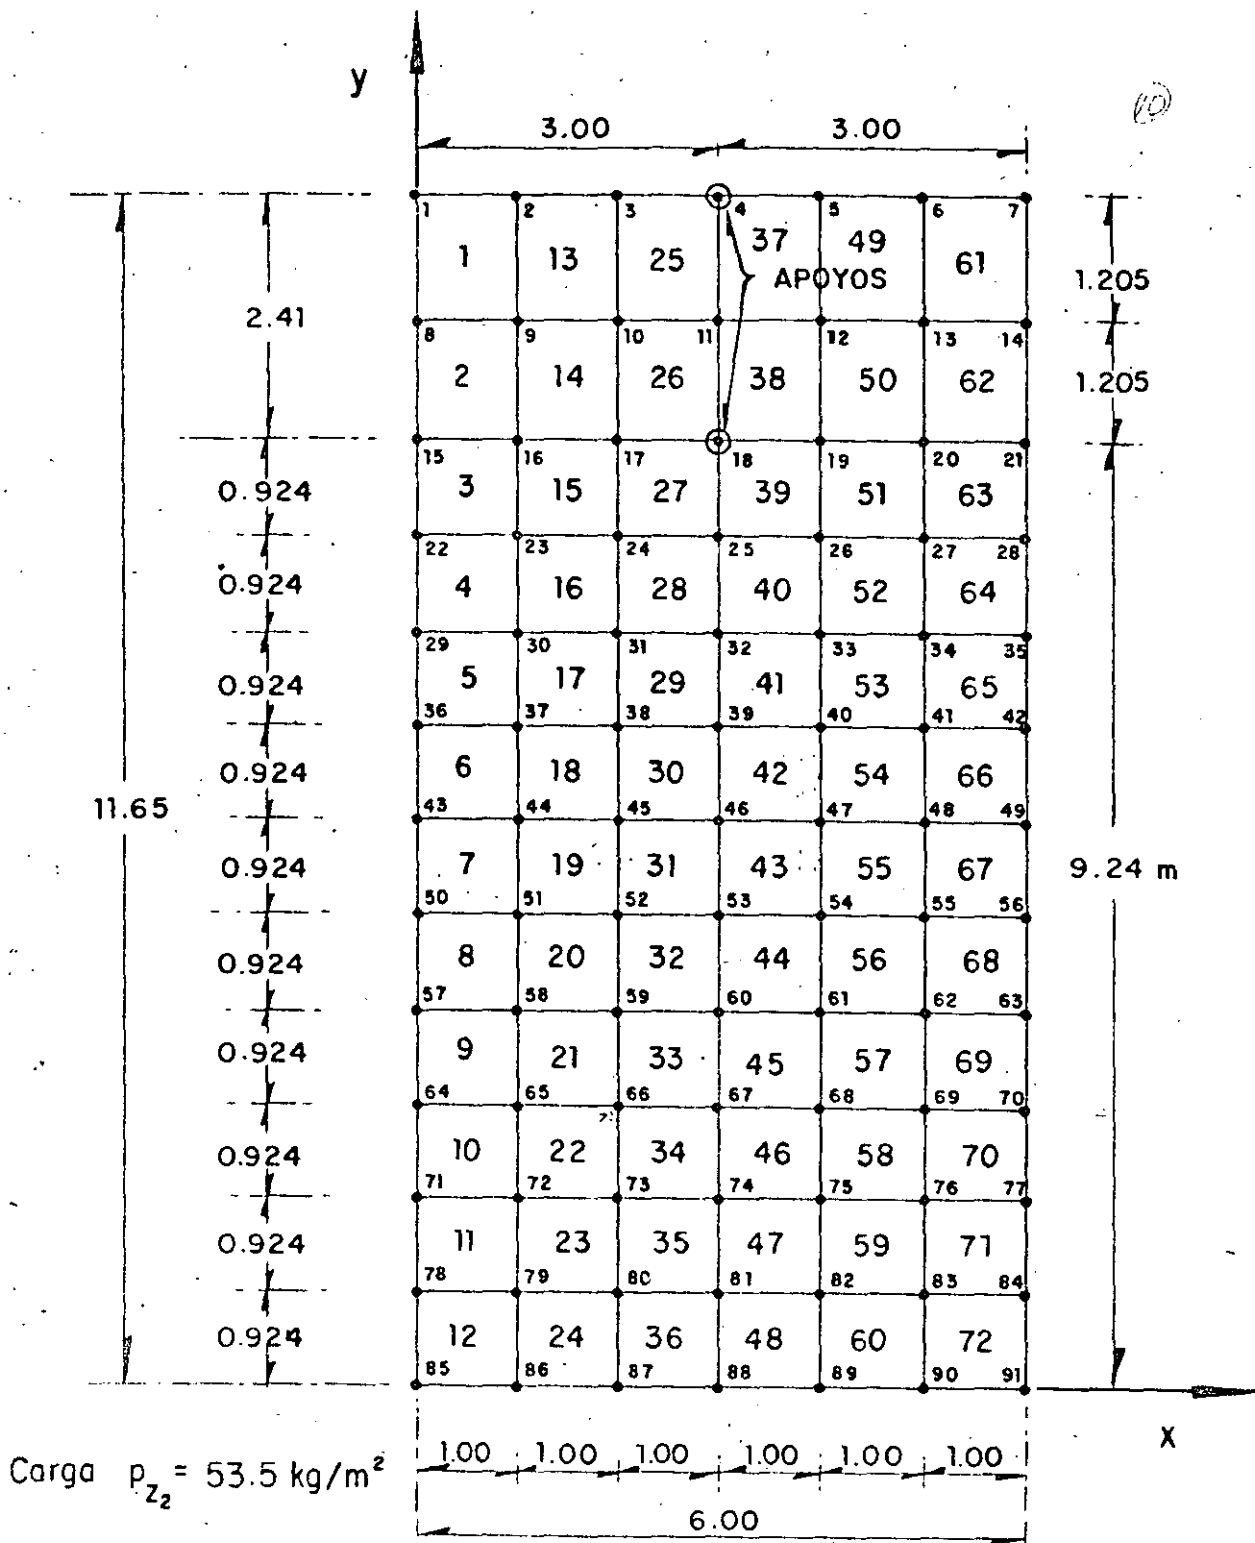 y
3.00 3.00
1 2 3 4 5 6 7
1 13 25 37 49 61
APOYOS
2.41
1.205
8 9 10 11 12 13 14
2 14 26 38 50 62
1.205
15 16 17 18 19 20 21
0.924 3 15 27 39 51 63
22 23 24 25 26 27 28
0.924 4 16 28 40 52 64
29 30 31 32 33 34 35
0.924 5 17 29 41 53 65
36 37 38 39 40 41 42
0.924 6 18 30 42 54 66
11.65
43 44 45 46 47 48 49
0.924 7 19 31 43 55 67
9.24 m
50 51 52 53 54 55 56
0.924 8 20 32 44 56 68
57 58 59 60 61 62 63
0.924 9 21 33 45 57 69
64 65 66 67 68 69 70
0.924 10 22 34 46 58 70
71 72 73 74 75 76 77
0.924 11 23 35 47 59 71
78 79 80 81 82 83 84
0.924 12 24 36 48 60 72
85 86 87 88 89 90 91
x
Carga p_{z_2} = 53.5 kg/m²
1.00 1.00 1.00 1.00 1.00 1.00
6.00